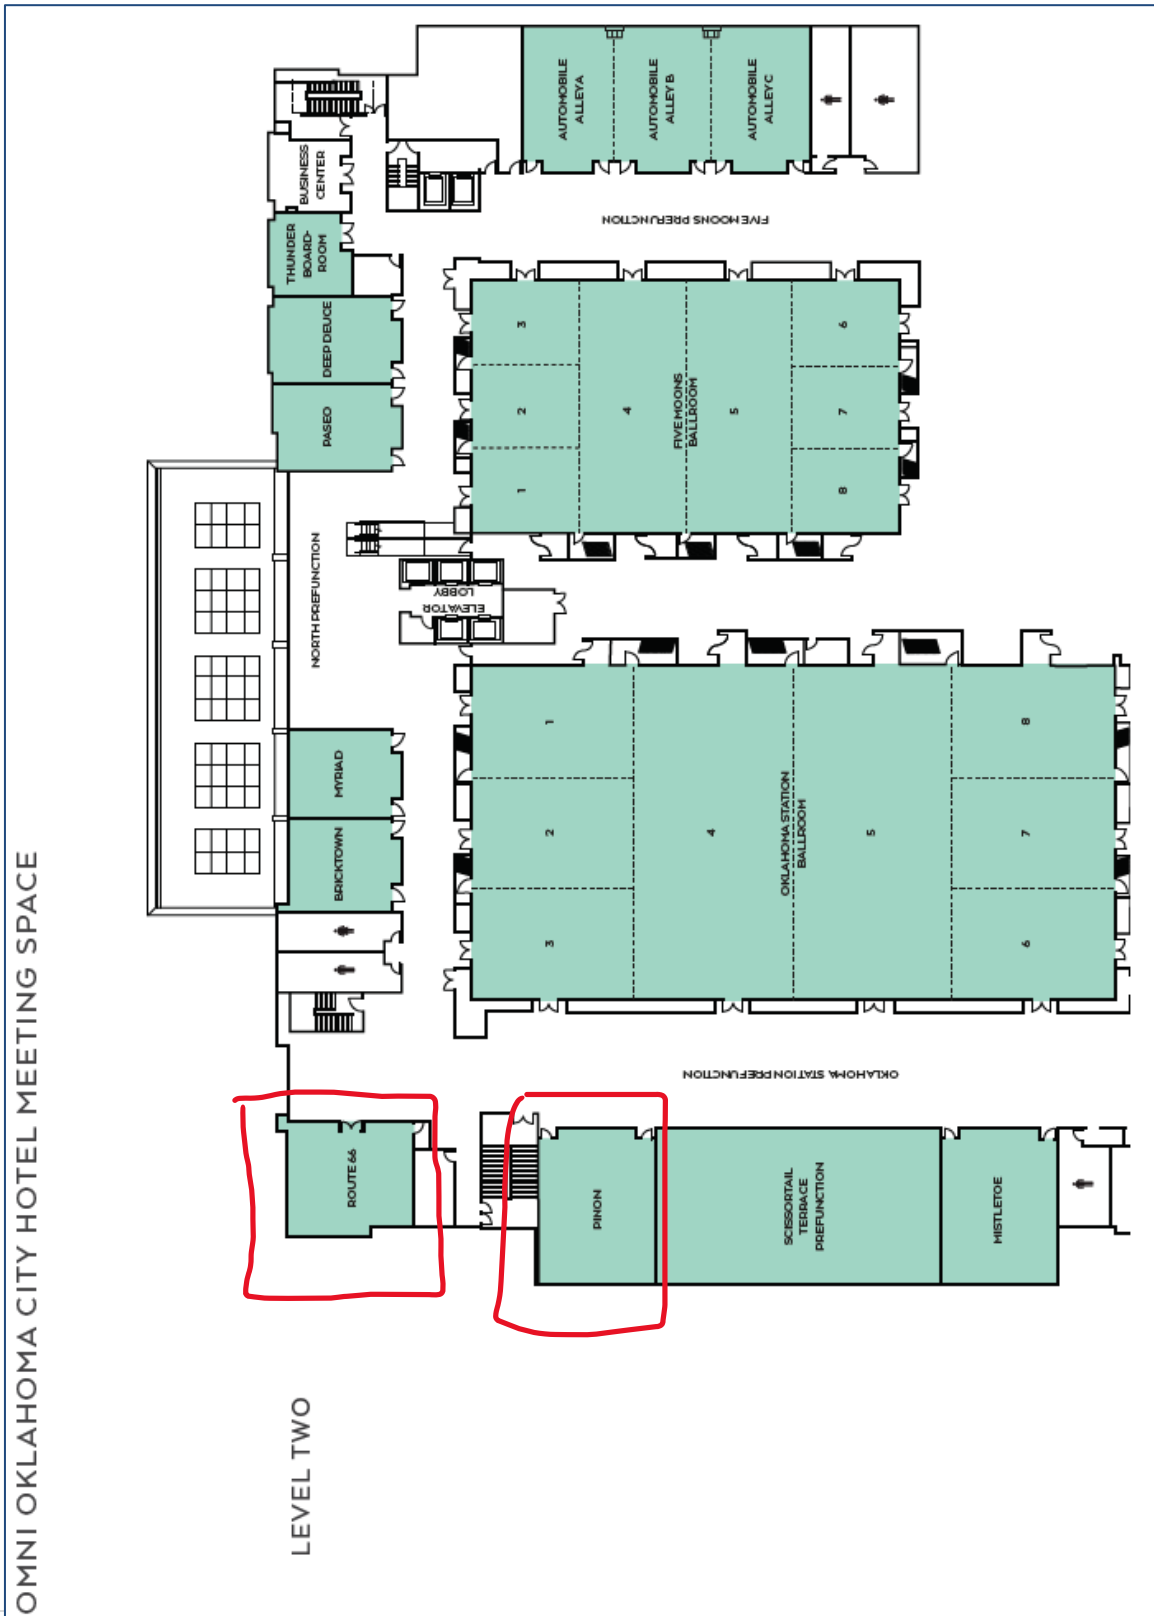 OMNI OKLAHOMA CITY HOTEL MEETING SPACE
LEVEL TWO
AUTOMOBILE
ALLEY A
AUTOMOBILE
ALLEY B
AUTOMOBILE
ALLEY C
BUSINESS
CENTER
THUNDER
BOARD-
ROOM
DEEP DEUCE
PASEO
FIVE MOONS PREFUNCTION
3
2
1
4
FIVE MOONS
BALLROOM
5
6
7
8
NORTH PREFUNCTION
ELEVATOR
LOBBY
MYRIAD
BRICKTOWN
1
2
3
4
OKLAHOMA STATION
BALLROOM
5
8
7
6
OKLAHOMA STATION PREFUNCTION
ROUTE 66
PINON
SCISSORTAIL
TERRACE
PREFUNCTION
MISTLETOE